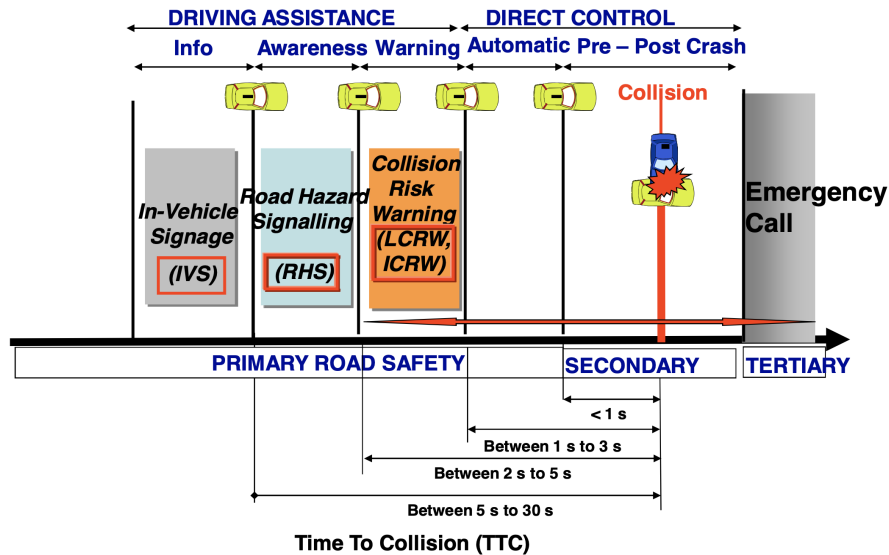 DRIVING ASSISTANCE
DIRECT CONTROL
Info
Awareness
Warning
Automatic
Pre – Post Crash
Collision
In-Vehicle
Signage
(IVS)
Road Hazard
Signalling
(RHS)
Collision
Risk
Warning
(LCRW,
ICRW)
Emergency
Call
PRIMARY ROAD SAFETY
SECONDARY
TERTIARY
< 1 s
Between 1 s to 3 s
Between 2 s to 5 s
Between 5 s to 30 s
Time To Collision (TTC)